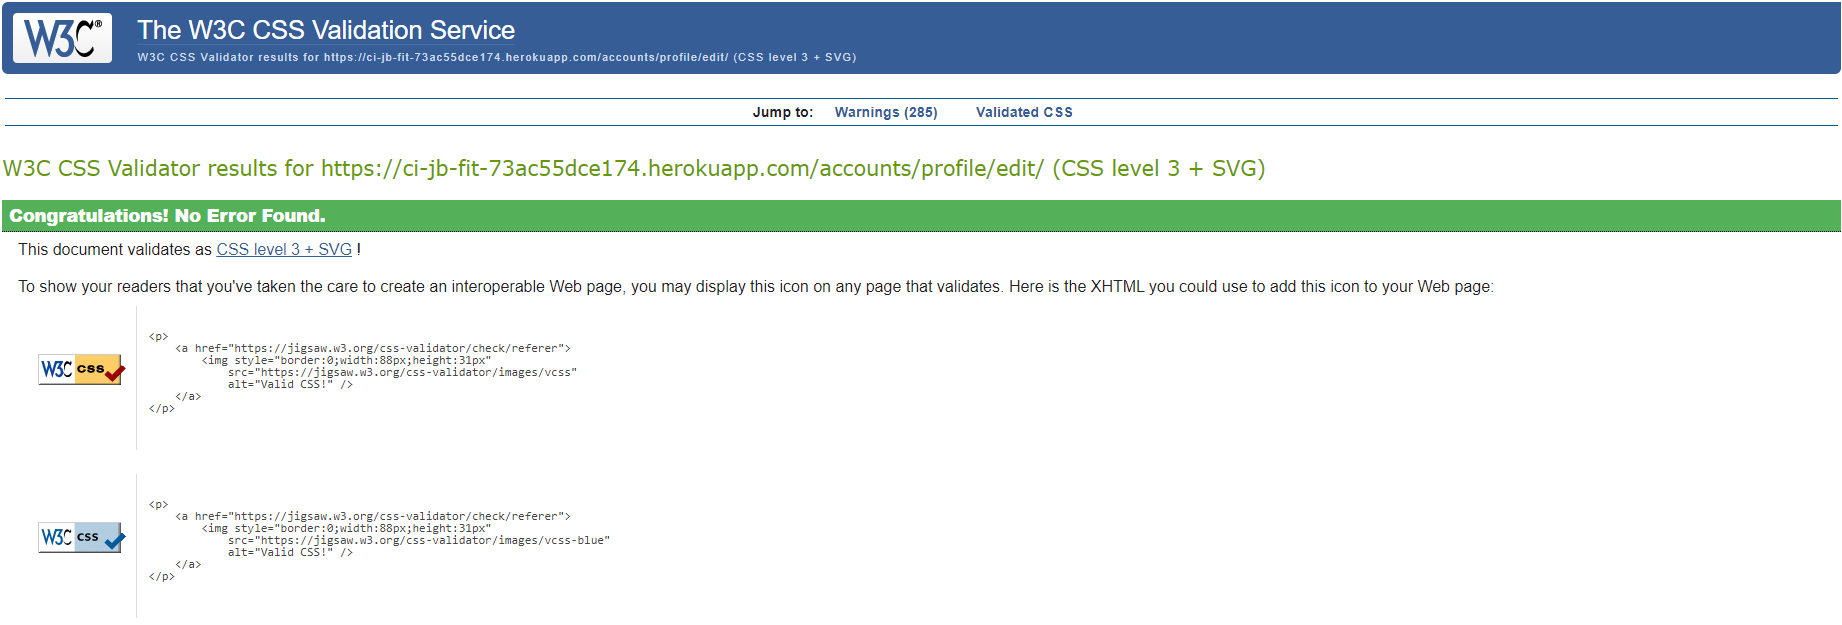 W3C®
The W3C CSS Validation Service
W3C CSS Validator results for https://ci-jb-fit-73ac55dce174.herokuapp.com/accounts/profile/edit/ (CSS level 3 + SVG)
Jump to: Warnings (285) Validated CSS
W3C CSS Validator results for https://ci-jb-fit-73ac55dce174.herokuapp.com/accounts/profile/edit/ (CSS level 3 + SVG)
Congratulations! No Error Found.
This document validates as CSS level 3 + SVG !
To show your readers that you've taken the care to create an interoperable Web page, you may display this icon on any page that validates. Here is the XHTML you could use to add this icon to your Web page:
W3C css
<p>
<a href="https://jigsaw.w3.org/css-validator/check/referer">
<img style="border:0;width:88px;height:31px"
src="https://jigsaw.w3.org/css-validator/images/vcss"
alt="Valid CSS!" />
</a>
</p>
W3C css
<p>
<a href="https://jigsaw.w3.org/css-validator/check/referer">
<img style="border:0;width:88px;height:31px"
src="https://jigsaw.w3.org/css-validator/images/vcss-blue"
alt="Valid CSS!" />
</a>
</p>